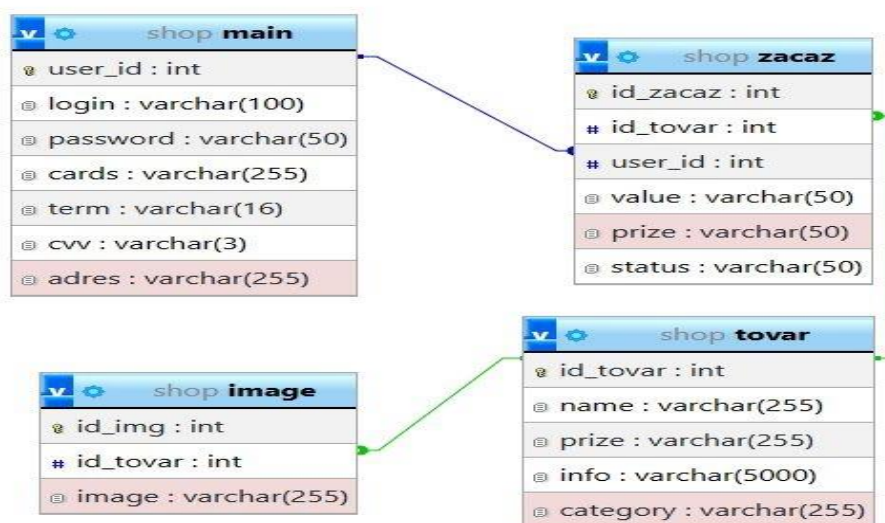 shop main
user_id : int
login : varchar(100)
password : varchar(50)
cards : varchar(255)
term : varchar(16)
cvv : varchar(3)
adres : varchar(255)
shop zacaz
id_zacaz : int
id_tovar : int
user_id : int
value : varchar(50)
prize : varchar(50)
status : varchar(50)
shop image
id_img : int
id_tovar : int
image : varchar(255)
shop tovar
id_tovar : int
name : varchar(255)
prize : varchar(255)
info : varchar(5000)
category : varchar(255)